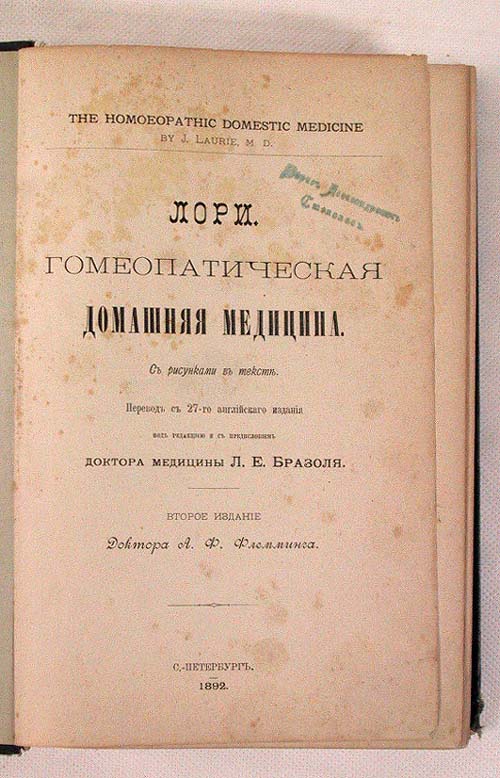 THE HOMOEOPATHIC DOMESTIC MEDICINE
BY J. LAURIE, M D.
ЛОРИ.
ГОМЕОПАТИЧЕСКАЯ
ДОМАШНЯЯ МЕДИЦИНА.
Съ рисунками въ текстѣ.
Переводъ съ 27-го англійскаго изданія
подъ редакціею и съ предисловіемъ
ДОКТОРА МЕДИЦИНЫ Л. Е. БРАЗОЛЯ.
ВТОРОЕ ИЗДАНІЕ
Доктора А. Ф. Флемминга.
С.-ПЕТЕРБУРГЪ.
1892.